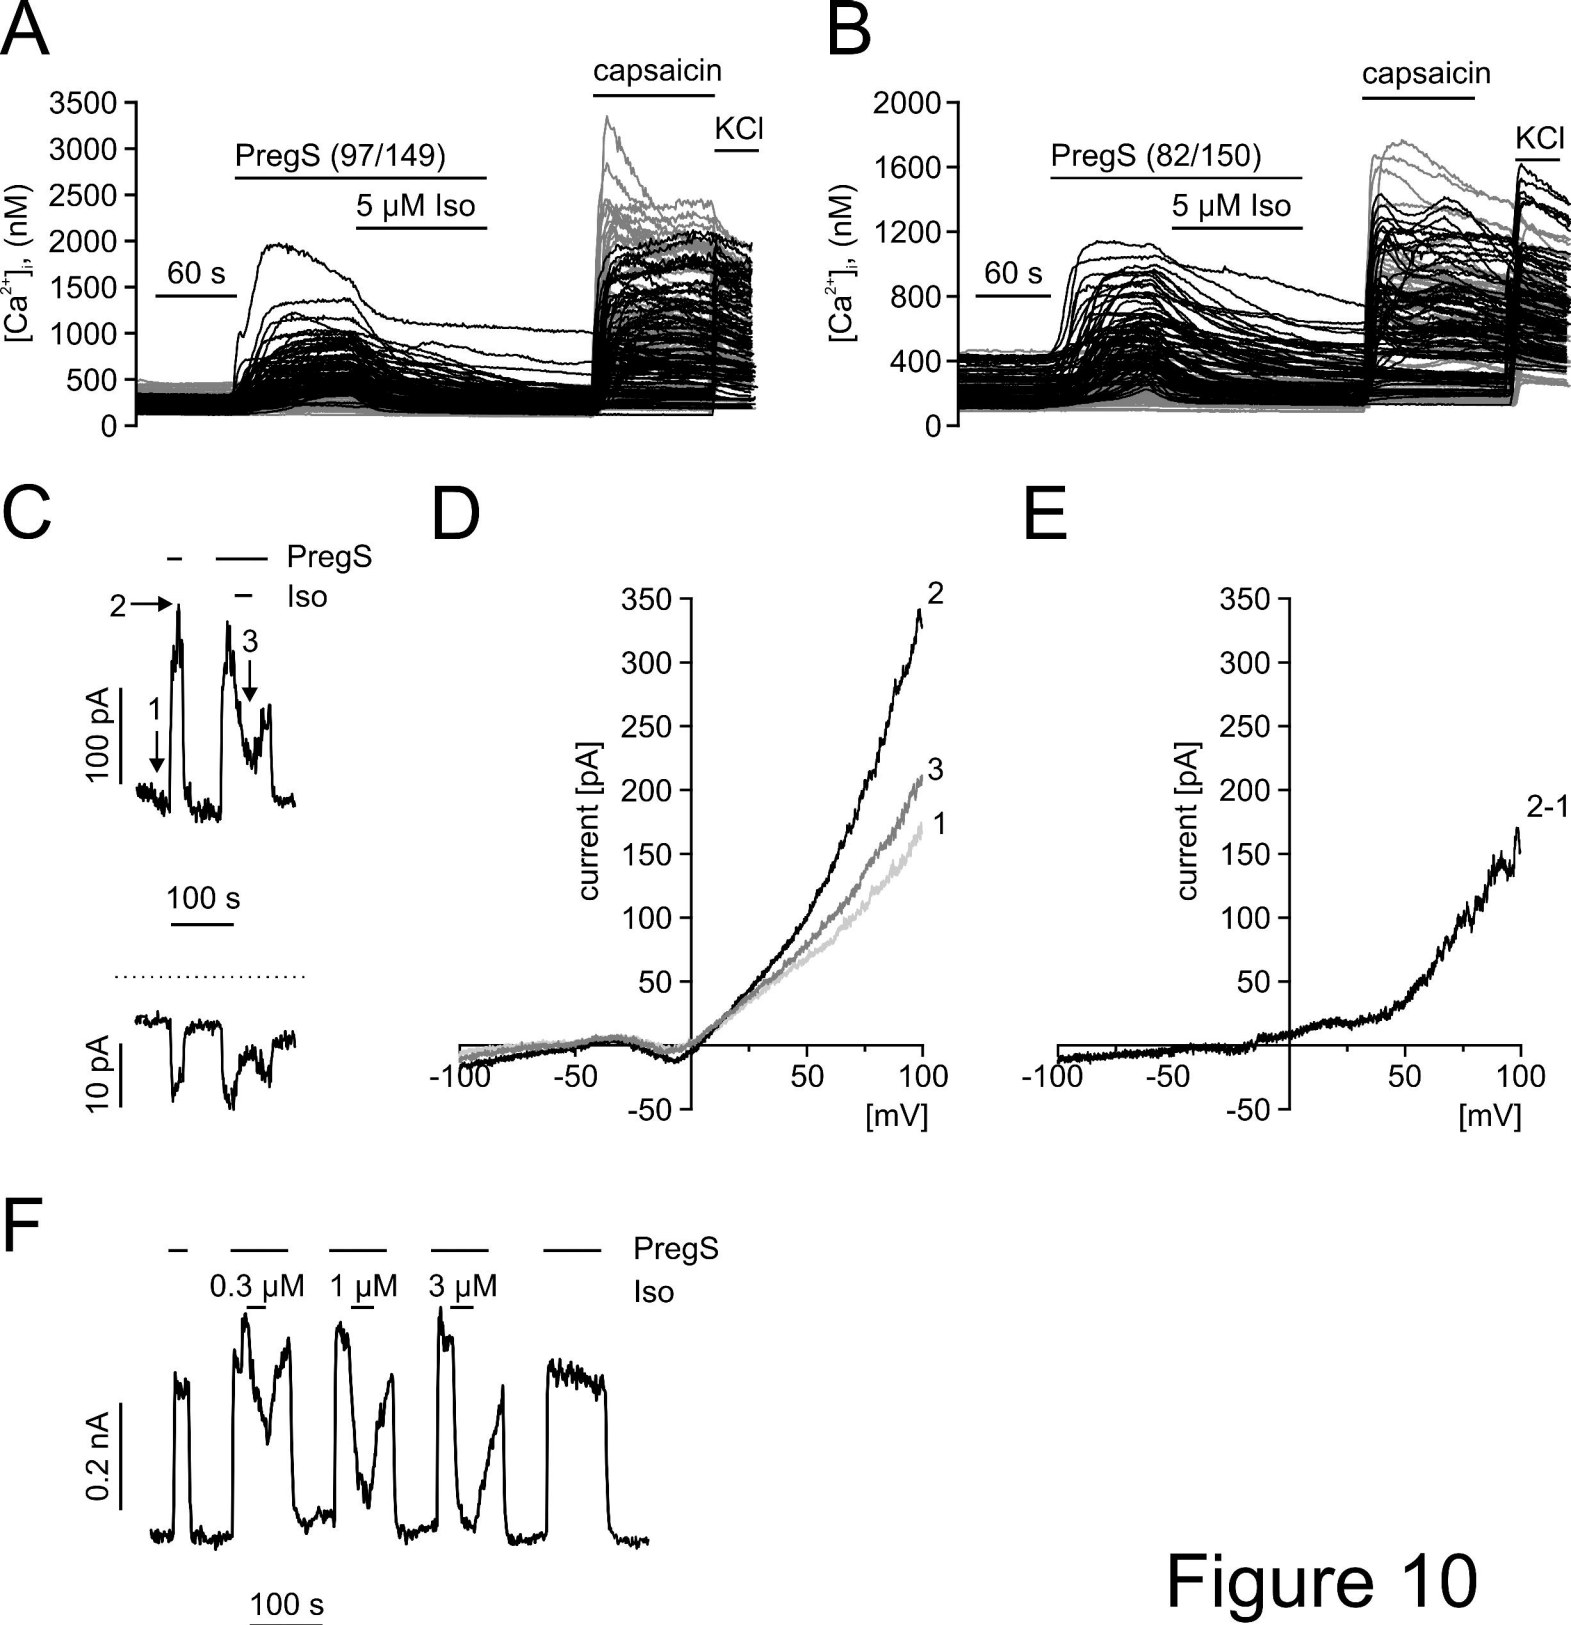 A
capsaicin
KCl
PregS (97/149)
5 µM Iso
60 s
[Ca²⁺]ᵢ, (nM)
3500
3000
2500
2000
1500
1000
500
0
B
capsaicin
KCl
PregS (82/150)
5 µM Iso
60 s
[Ca²⁺]ᵢ, (nM)
2000
1600
1200
800
400
0
C
PregS
Iso
2
3
1
100 pA
100 s
10 pA
D
350
300
250
200
150
100
50
-50
current [pA]
-100
-50
50
100
[mV]
2
3
1
E
350
300
250
200
150
100
50
-50
current [pA]
-100
-50
50
100
[mV]
2-1
F
PregS
0.3 µM
1 µM
3 µM
Iso
0.2 nA
100 s
Figure 10